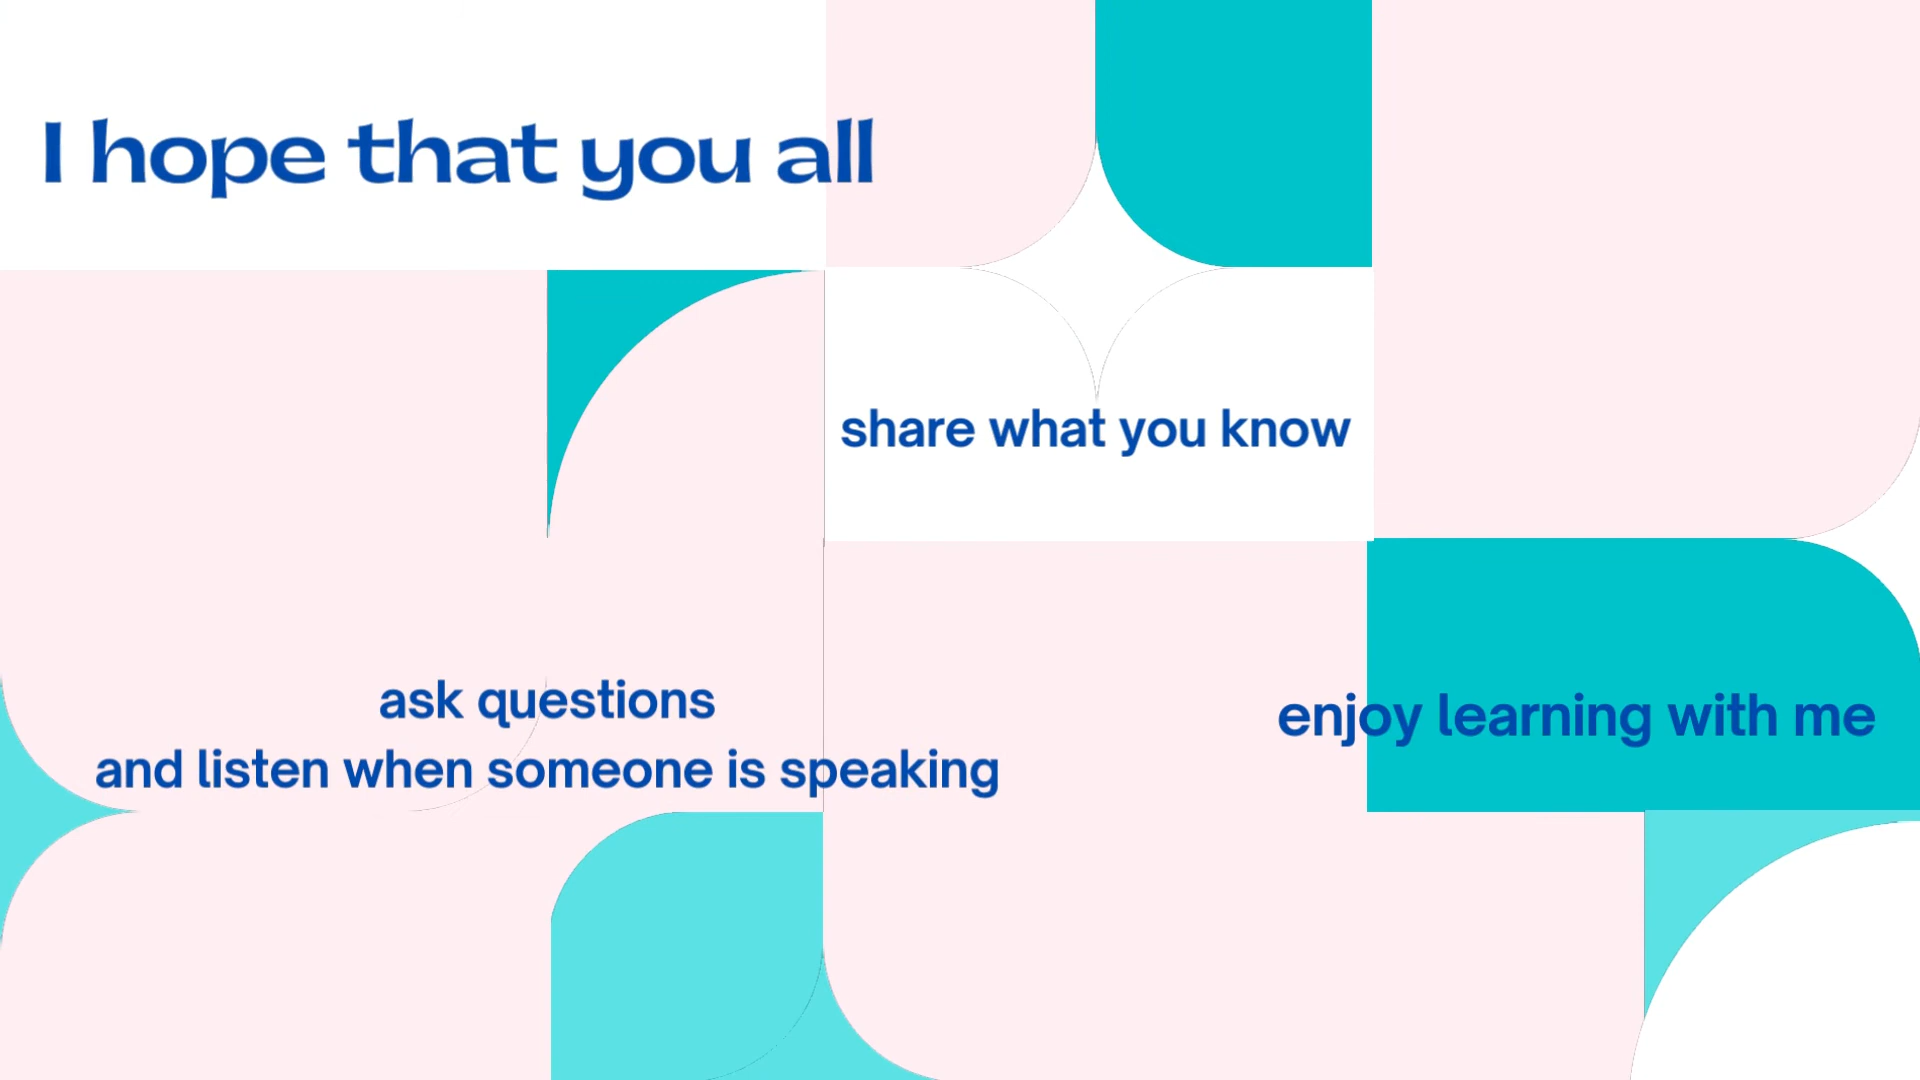 I hope that you all
share what you know
ask questions
and listen when someone is speaking
enjoy learning with me